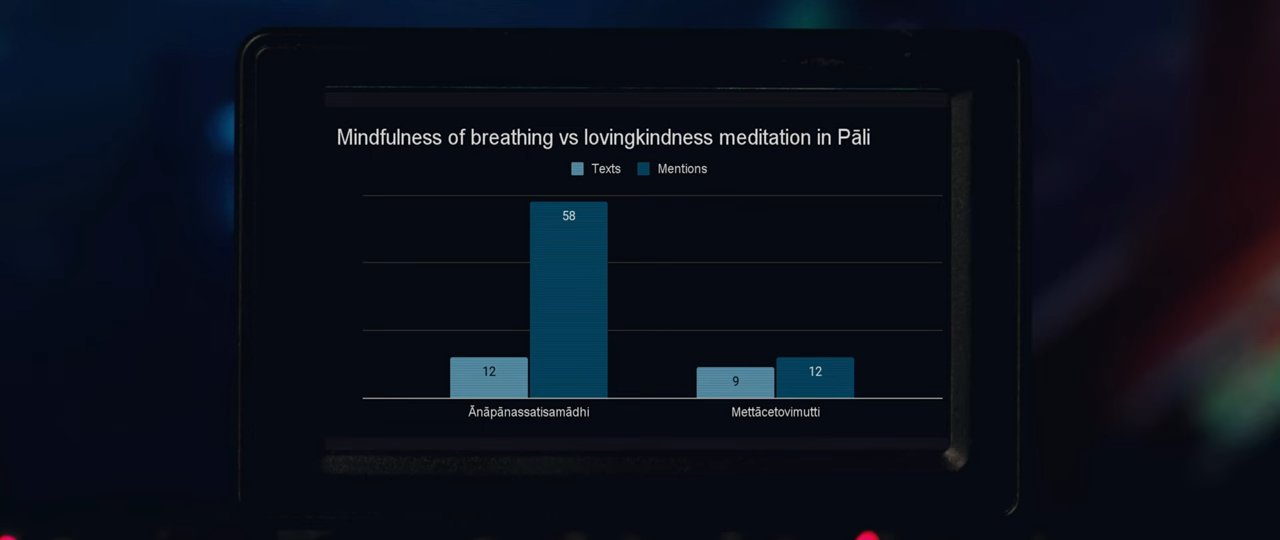 Mindfulness of breathing vs lovingkindness meditation in Pāli
Texts Mentions
58
12
9
12
Ānāpānassatisamādhi Mettācetovimutti